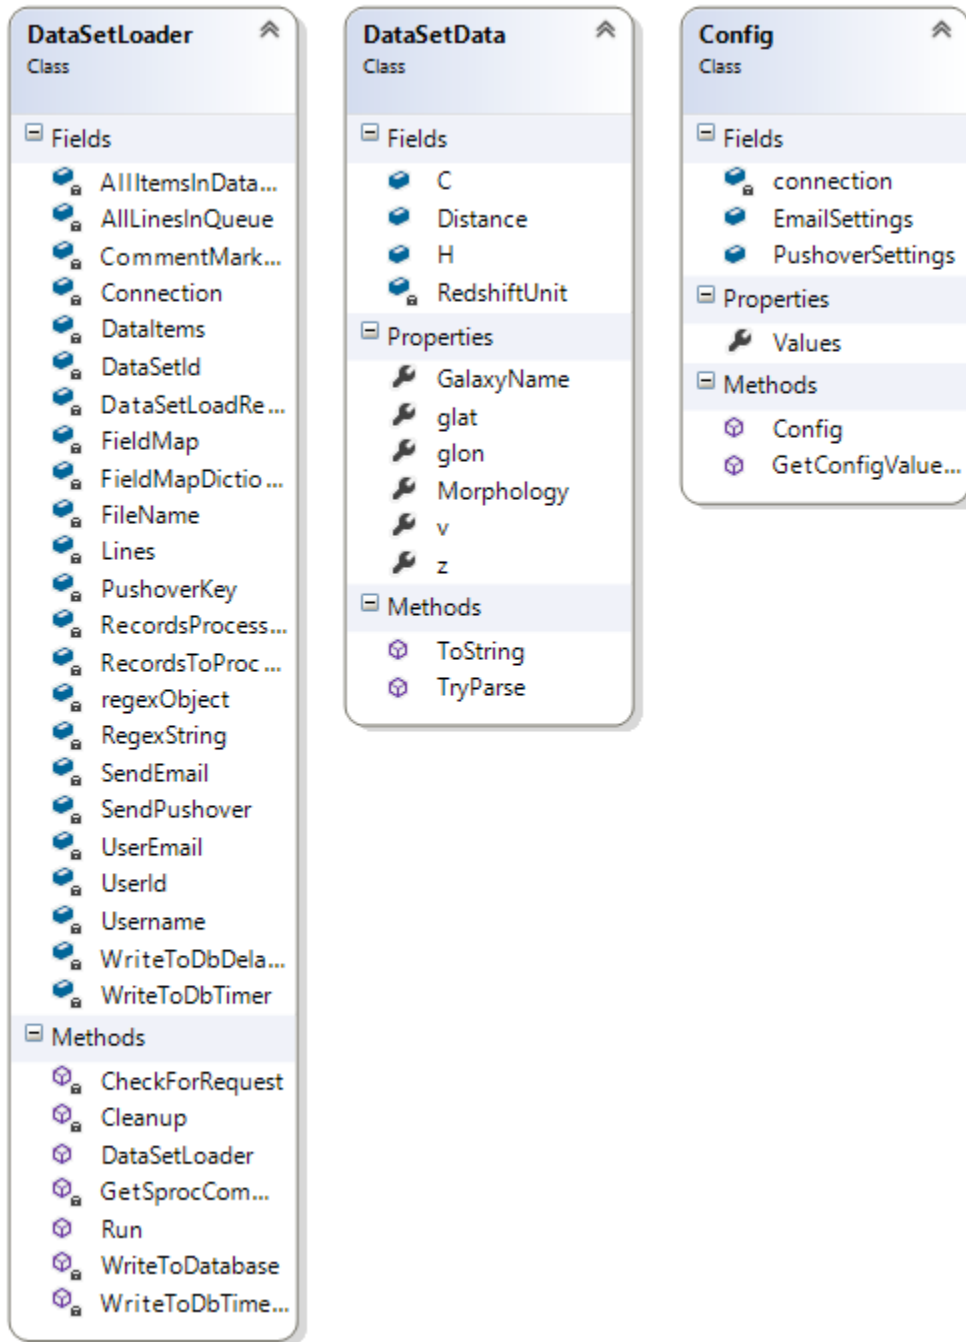 DataSetLoader
Class
Fields
AllItemsInData...
AllLinesInQueue
CommentMark...
Connection
DataItems
DataSetId
DataSetLoadRe...
FieldMap
FieldMapDictio...
FileName
Lines
PushoverKey
RecordsProcess...
RecordsToProc...
regexObject
RegexString
SendEmail
SendPushover
UserEmail
UserId
Username
WriteToDbDela...
WriteToDbTimer
Methods
CheckForRequest
Cleanup
DataSetLoader
GetSprocCom...
Run
WriteToDatabase
WriteToDbTime...
DataSetData
Class
Fields
C
Distance
H
RedshiftUnit
Properties
GalaxyName
glat
glon
Morphology
v
z
Methods
ToString
TryParse
Config
Class
Fields
connection
EmailSettings
PushoverSettings
Properties
Values
Methods
Config
GetConfigValue...